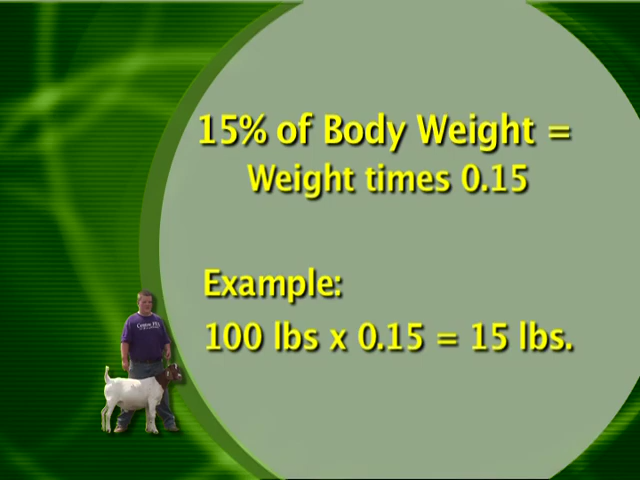 15% of Body Weight =
Weight times 0.15
Example:
100 lbs x 0.15 = 15 lbs.